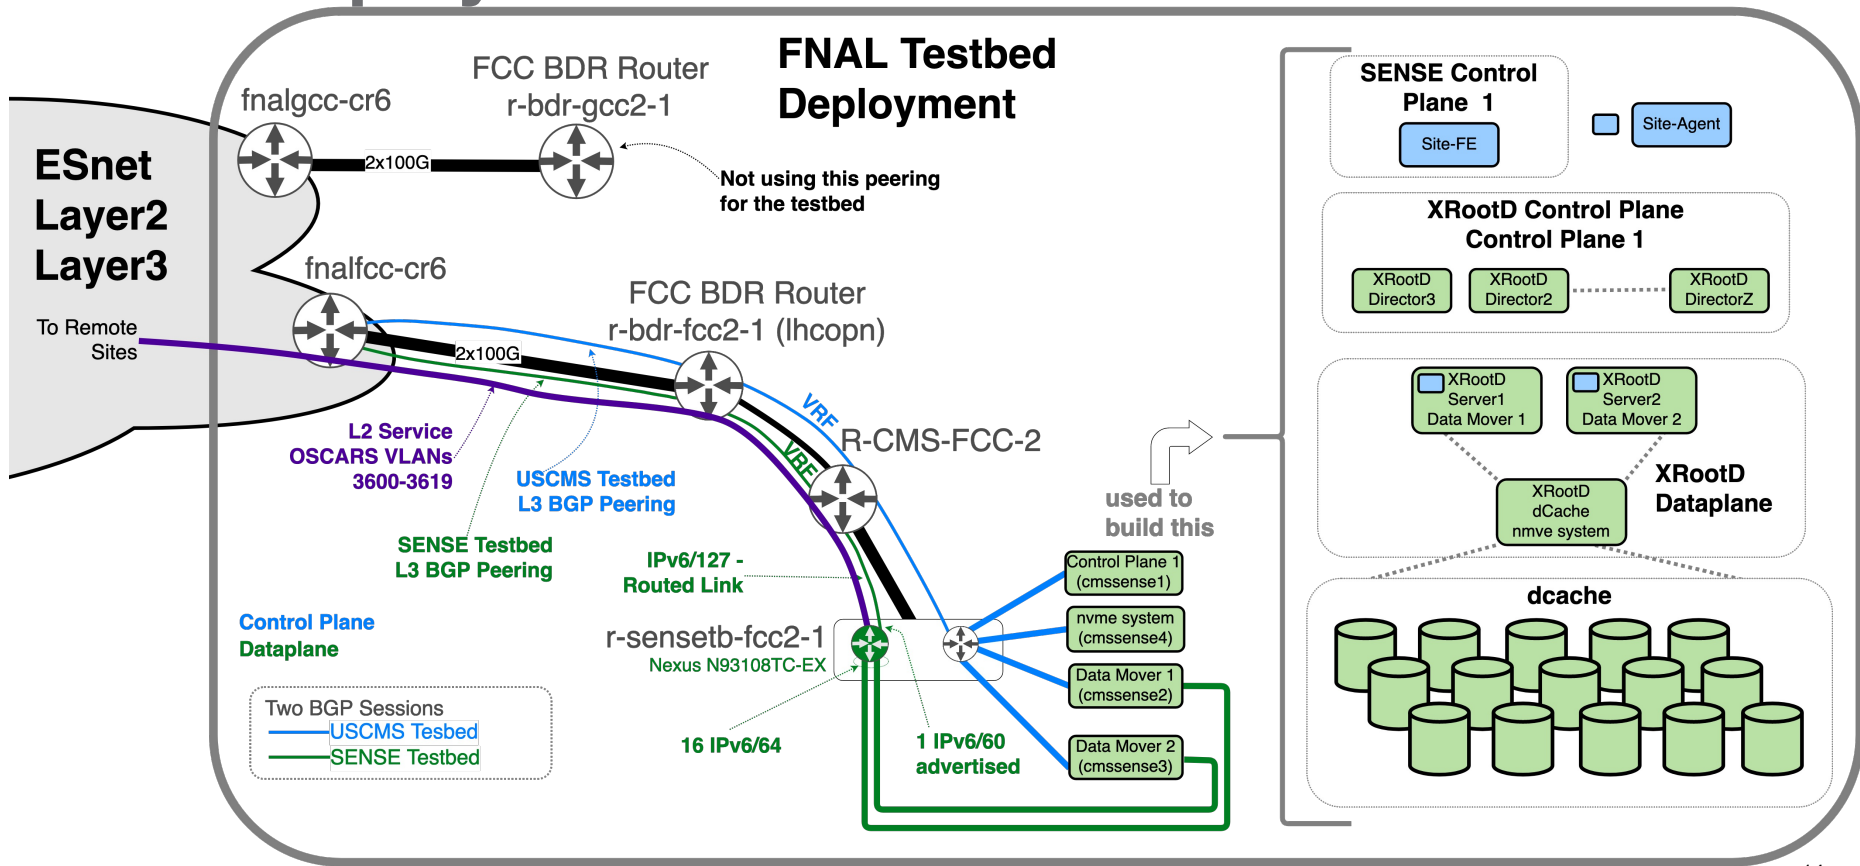 FNAL Testbed
Deployment
FCC BDR Router
r-bdr-gcc2-1
fnalgcc-cr6
2x100G
Not using this peering
for the testbed
ESnet
Layer2
Layer3
fnalfcc-cr6
To Remote
Sites
FCC BDR Router
r-bdr-fcc2-1 (lhcopn)
2x100G
VRF
VRF
R-CMS-FCC-2
L2 Service
OSCARS VLANs
3600-3619
USCMS Testbed
L3 BGP Peering
SENSE Testbed
L3 BGP Peering
IPv6/127 -
Routed Link
used to
build this
Control Plane
Dataplane
r-sensetb-fcc2-1
Nexus N93108TC-EX
Two BGP Sessions
USCMS Tesbed
SENSE Testbed
16 IPv6/64
1 IPv6/60
advertised
Control Plane 1
(cmssense1)
nvme system
(cmssense4)
Data Mover 1
(cmssense2)
Data Mover 2
(cmssense3)
SENSE Control
Plane 1
Site-FE
Site-Agent
XRootD Control Plane
Control Plane 1
XRootD
Director3
XRootD
Director2
XRootD
DirectorZ
XRootD
Server1
Data Mover 1
XRootD
Server2
Data Mover 2
XRootD
Dataplane
XRootD
dCache
nmve system
dcache